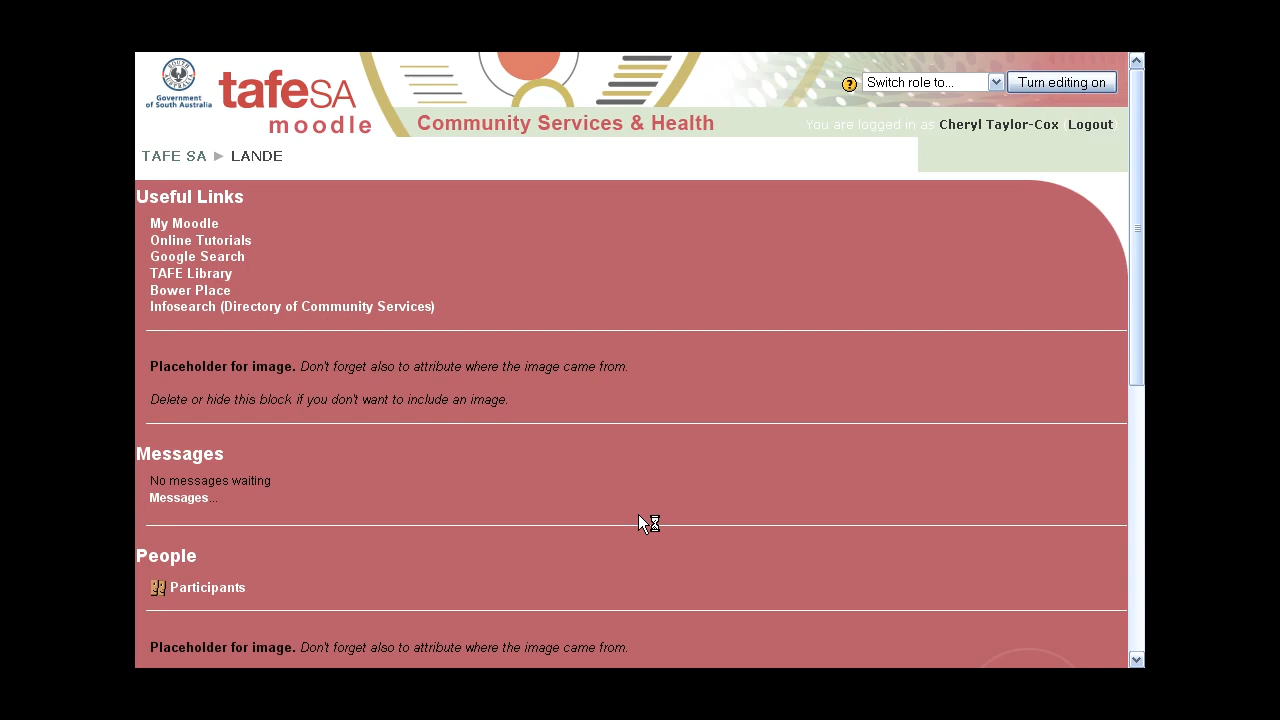 Government
of South Australia
tafeSA
moodle
Switch role to...
Turn editing on
Community Services & Health
You are logged in as Cheryl Taylor-Cox (Logout)
TAFE SA ► LANDE
Useful Links
My Moodle
Online Tutorials
Google Search
TAFE Library
Bower Place
Infosearch (Directory of Community Services)
Placeholder for image. Don't forget also to attribute where the image came from.
Delete or hide this block if you don't want to include an image.
Messages
No messages waiting
Messages...
People
Participants
Placeholder for image. Don't forget also to attribute where the image came from.